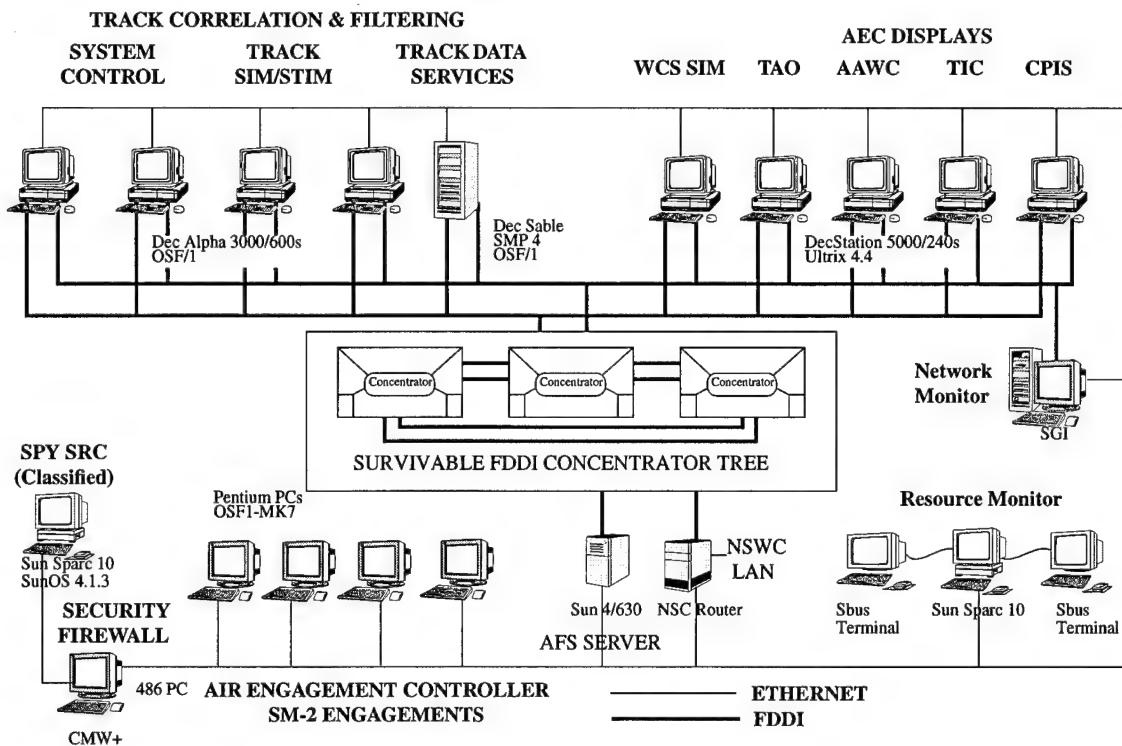 TRACK CORRELATION & FILTERING
SYSTEM CONTROL
TRACK SIM/STIM
TRACK DATA SERVICES
AEC DISPLAYS
WCS SIM
TAO
AAWC
TIC
CPIS
Dec Alpha 3000/600s
OSF/1
Dec Sable
SMP 4
OSF/1
DecStation 5000/240s
Ultrix 4.4
Concentrator
Concentrator
Concentrator
SURVIVABLE FDDI CONCENTRATOR TREE
Network
Monitor
SGI
SPY SRC
(Classified)
Sun Sparc 10
SunOS 4.1.3
Pentium PCs
OSF1-MK7
SECURITY
FIREWALL
486 PC
CMW+
AIR ENGAGEMENT CONTROLLER
SM-2 ENGAGEMENTS
Sun 4/630
AFS SERVER
NSC Router
NSWC
LAN
Resource Monitor
Sbus
Terminal
Sun Sparc 10
Sbus
Terminal
ETHERNET
FDDI